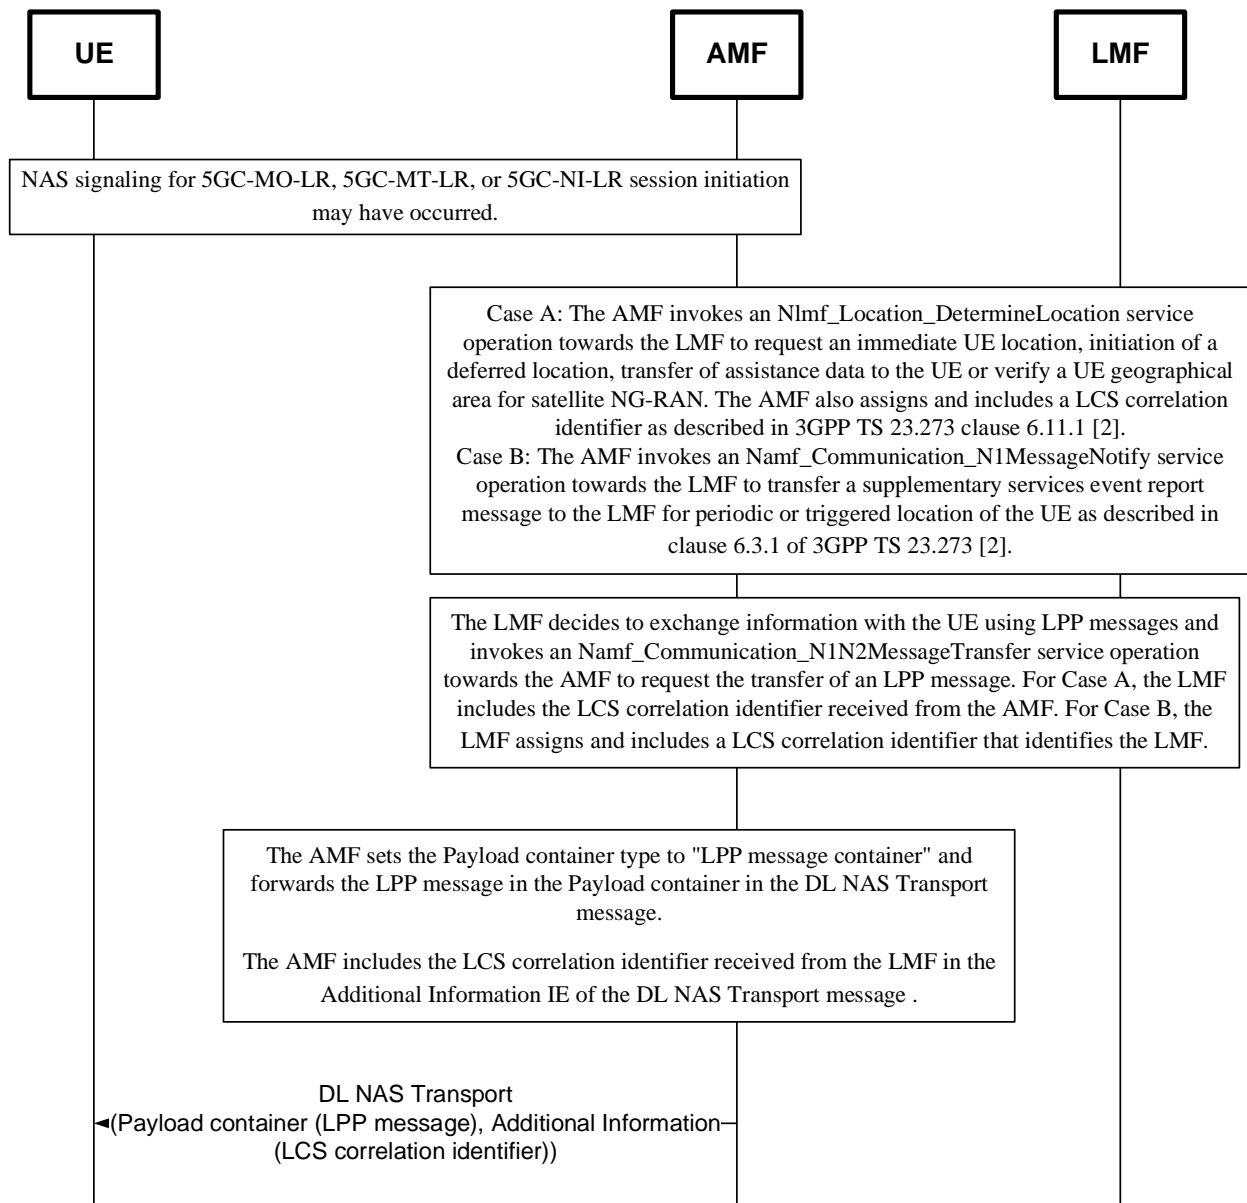 UE
AMF
LMF
NAS signaling for 5GC-MO-LR, 5GC-MT-LR, or 5GC-NI-LR session initiation
may have occurred.
Case A: The AMF invokes an Nlmf_Location_DetermineLocation service
operation towards the LMF to request an immediate UE location, initiation of a
deferred location, transfer of assistance data to the UE or verify a UE geographical
area for satellite NG-RAN. The AMF also assigns and includes a LCS correlation
identifier as described in 3GPP TS 23.273 clause 6.11.1 [2].
Case B: The AMF invokes an Namf_Communication_N1MessageNotify service
operation towards the LMF to transfer a supplementary services event report
message to the LMF for periodic or triggered location of the UE as described in
clause 6.3.1 of 3GPP TS 23.273 [2].
The LMF decides to exchange information with the UE using LPP messages and
invokes an Namf_Communication_N1N2MessageTransfer service operation
towards the AMF to request the transfer of an LPP message. For Case A, the LMF
includes the LCS correlation identifier received from the AMF. For Case B, the
LMF assigns and includes a LCS correlation identifier that identifies the LMF.
The AMF sets the Payload container type to "LPP message container" and
forwards the LPP message in the Payload container in the DL NAS Transport
message.
The AMF includes the LCS correlation identifier received from the LMF in the
Additional Information IE of the DL NAS Transport message .
DL NAS Transport
(Payload container (LPP message), Additional Information
(LCS correlation identifier))